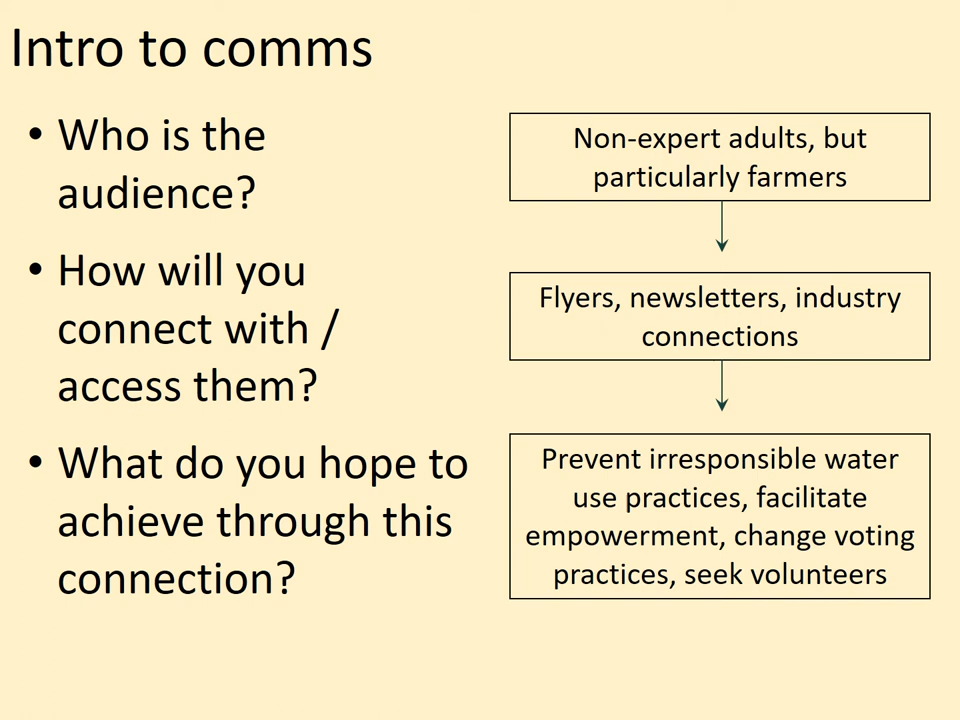 Intro to comms
• Who is the
audience?
• How will you
connect with /
access them?
• What do you hope to
achieve through this
connection?
Non-expert adults, but
particularly farmers
Flyers, newsletters, industry
connections
Prevent irresponsible water
use practices, facilitate
empowerment, change voting
practices, seek volunteers